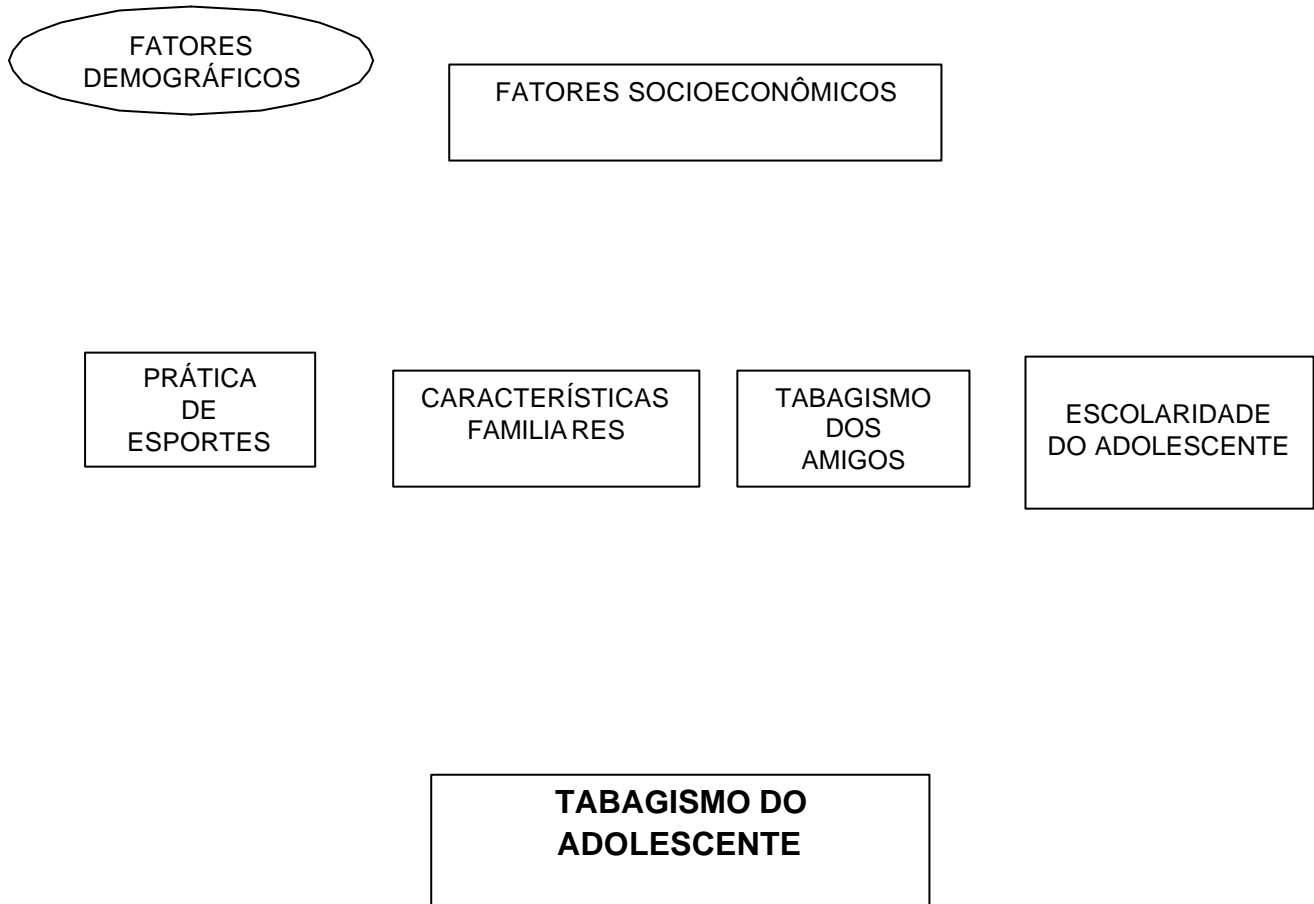 FATORES
DEMOGRÁFICOS
FATORES SOCIOECONÔMICOS
PRÁTICA
DE
ESPORTES
CARACTERÍSTICAS
FAMILIA RES
TABAGISMO
DOS
AMIGOS
ESCOLARIDADE
DO ADOLESCENTE
TABAGISMO DO
ADOLESCENTE